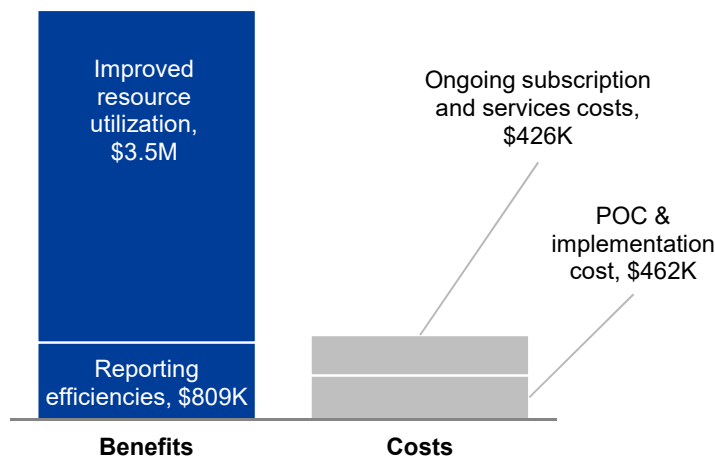 Improved
resource
utilization,
$3.5M
Reporting
efficiencies, $809K
Ongoing subscription
and services costs,
$426K
POC &
implementation
cost, $462K
Benefits
Costs